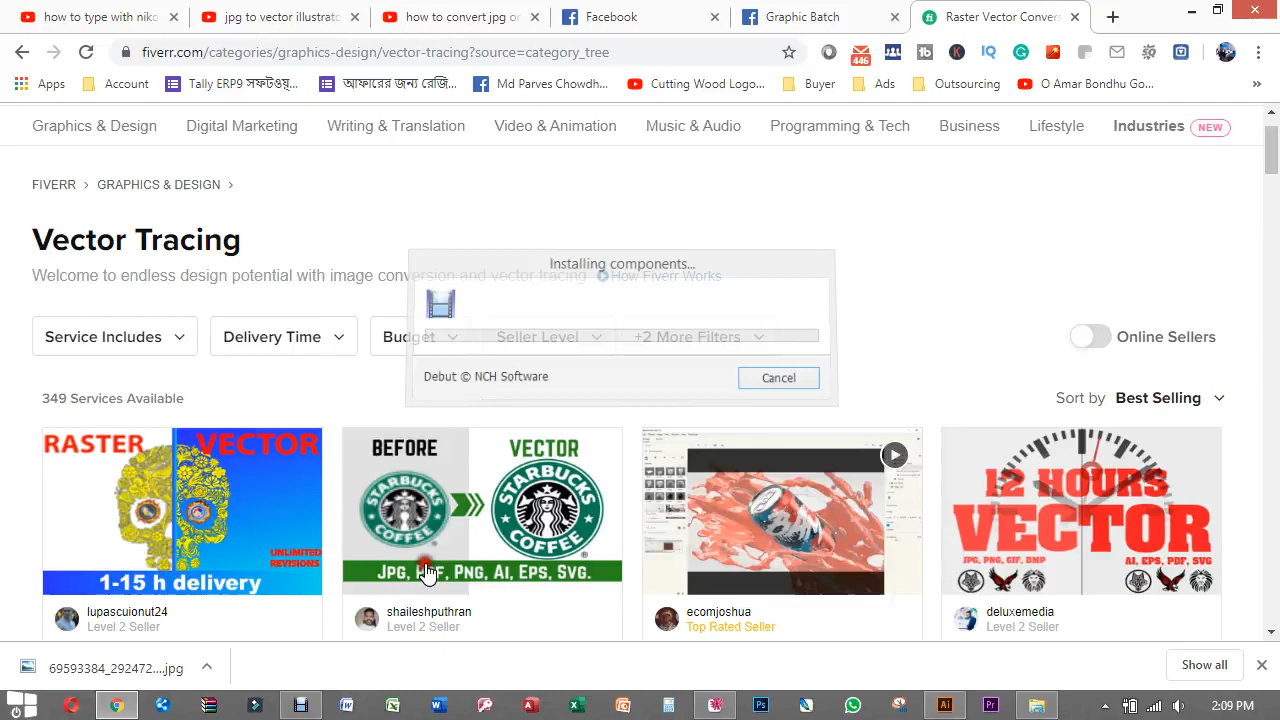 how to type with niko
jpg to vector illustrato
how to convert jpg or
Facebook
Graphic Batch
Raster Vector Conver
fiverr.com/categories/graphics-design/vector-tracing?source=category_tree
446
Apps
Account
Tally ERP9 সফটওয়...
আফারের জন্য রেজি...
Md Parves Chowdh...
Cutting Wood Logo...
Buyer
Ads
Outsourcing
O Amar Bondhu Go...
Graphics & Design
Digital Marketing
Writing & Translation
Video & Animation
Music & Audio
Programming & Tech
Business
Lifestyle
Industries NEW
FIVERR > GRAPHICS & DESIGN >
Vector Tracing
Installing components...
Welcome to endless design potential with image conversion and vector tracing
How Fiverr Works
Service Includes
Delivery Time
Budget
Seller Level
+2 More Filters
Online Sellers
Debut © NCH Software
Cancel
349 Services Available
Sort by Best Selling
RASTER VECTOR
UNLIMITED
REVISIONS
1-15 h delivery
BEFORE
VECTOR
STARBUCKS
COFFEE
STARBUCKS
COFFEE
JPG, PDF, PNG, AI, EPS, SVG.
12 HOURS
VECTOR
JPG, PNG, GIF, BMP
AI, EPS, PDF, SVG
lupascuionut24
Level 2 Seller
shaileshputhran
Level 2 Seller
ecomjoshua
Top Rated Seller
deluxemedia
Level 2 Seller
69593384_292472....jpg
Show all
2:09 PM